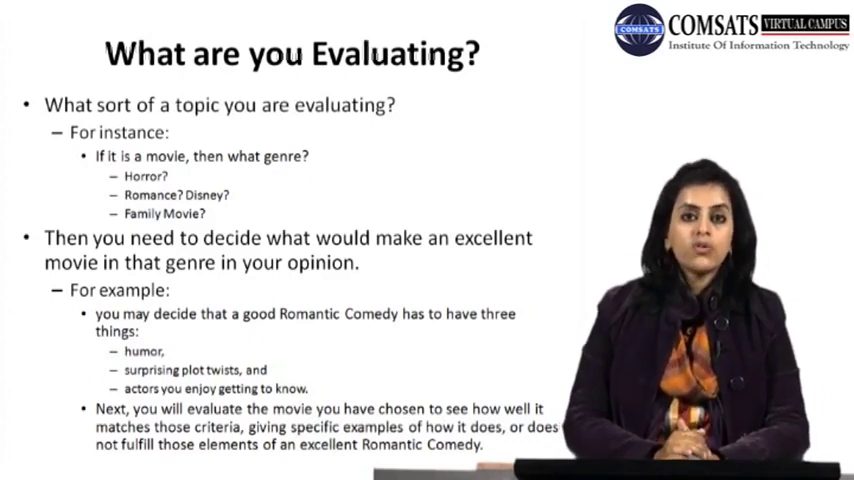 COMSATS VIRTUAL CAMPUS
COMSATS
Institute Of Information Technology
What are you Evaluating?
• What sort of a topic you are evaluating?
– For instance:
• If it is a movie, then what genre?
– Horror?
– Romance? Disney?
– Family Movie?
• Then you need to decide what would make an excellent
movie in that genre in your opinion.
– For example:
• you may decide that a good Romantic Comedy has to have three
things:
– humor,
– surprising plot twists, and
– actors you enjoy getting to know.
• Next, you will evaluate the movie you have chosen to see how well it
matches those criteria, giving specific examples of how it does, or does
not fulfill those elements of an excellent Romantic Comedy.